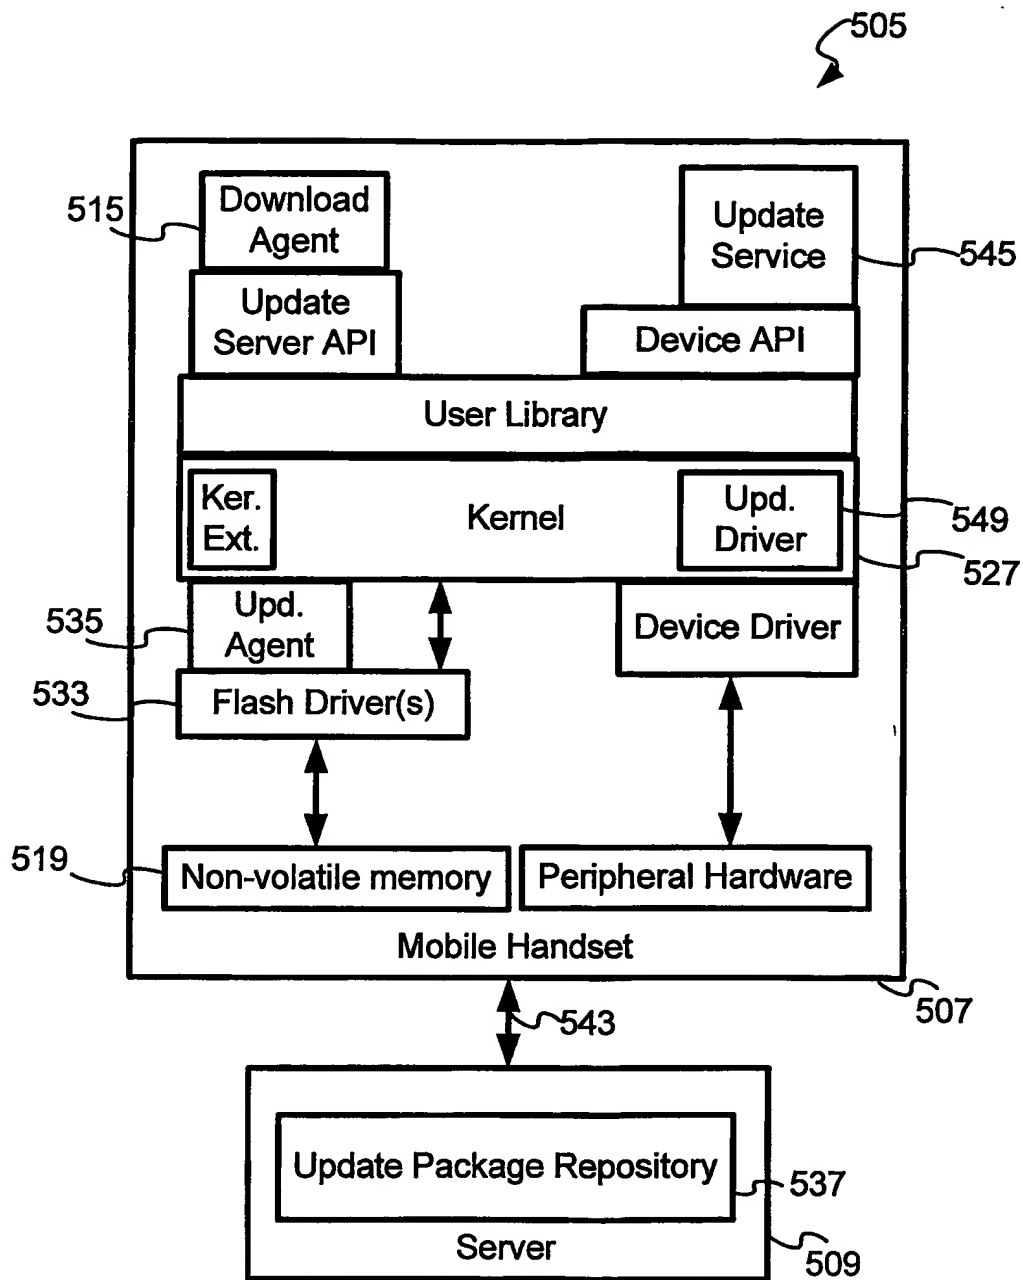 505
515
Download
Agent
Update
Service
545
Update
Server API
Device API
User Library
Ker.
Ext.
Kernel
Upd.
Driver
549
527
535
Upd.
Agent
Device Driver
533
Flash Driver(s)
519
Non-volatile memory
Peripheral Hardware
Mobile Handset
507
543
Update Package Repository
537
Server
509